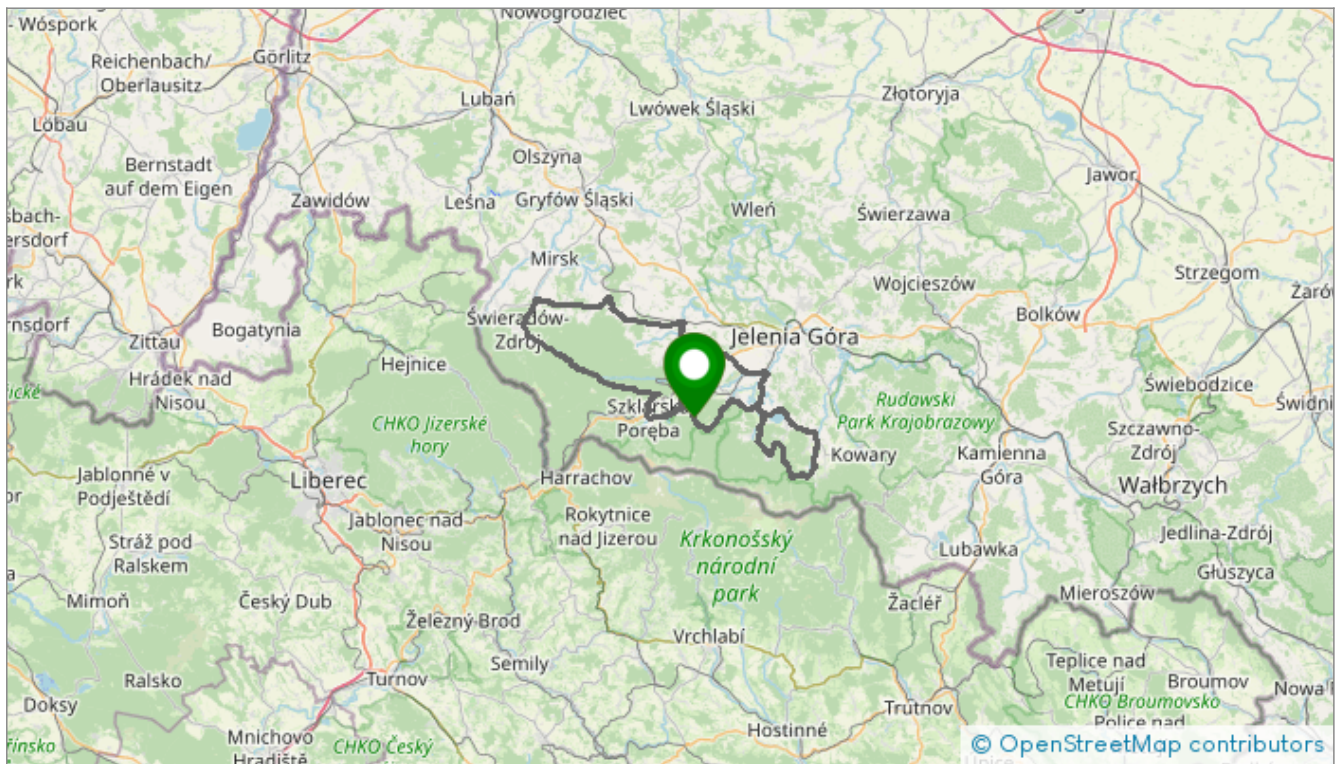 Wóspork
Nowogrodziec
Reichenbach/
Oberlausitz
Görlitz
Lubań
Lwówek Śląski
Złotoryja
Löbau
Bernstadt
auf dem Eigen
Olszyna
Jawor
Zawidów
Leśna
Gryfów Śląski
Wleń
Świerzawa
Mirsk
Strzegom
Wojcieszów
Świeradów-
Zdrój
Bogatynia
Zittau
Jelenia Góra
Bolków
Hejnice
Hrádek nad
Nisou
Świebodzice
Szklarska
Poręba
Rudawski
Park Krajobrazowy
CHKO Jizerské
hory
Szczawno-
Zdrój
Kowary
Kamienna
Góra
Jablonné v
Podještědí
Liberec
Harrachov
Wałbrzych
Jablonec nad
Nisou
Rokytnice
nad Jizerou
Krkonošský
národní
park
Jedlina-Zdrój
Stráž pod
Ralskem
Lubawka
Głuszyca
Mimoň
Český Dub
Žacléř
Mieroszów
Železný Brod
Vrchlabí
Semily
Teplice nad
Metují
Ralsko
Turnov
Broumov
CHKO Broumovsko
Doksy
Trutnov
Police nad
Hostinné
Mnichovo
Hradiště
CHKO Český
© OpenStreetMap contributors